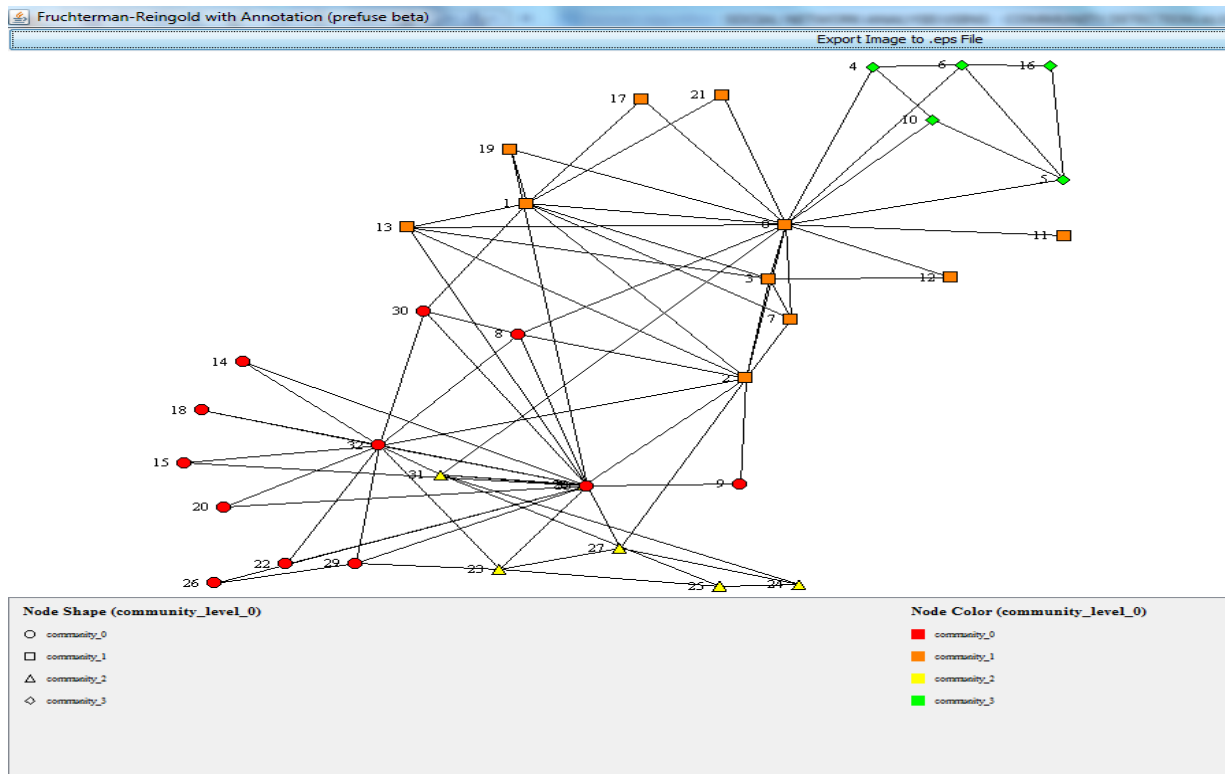 Fruchterman-Reingold with Annotation (prefuse beta)
Export Image to .eps File
4
6
16
17
21
10
19
5
1
13
0
11
3
12
30
7
8
14
2
18
32
15
31
9
20
27
22
29
23
26
25
24
Node Shape (community_level_0)
Node Color (community_level_0)
community_0
community_0
community_1
community_1
community_2
community_2
community_3
community_3